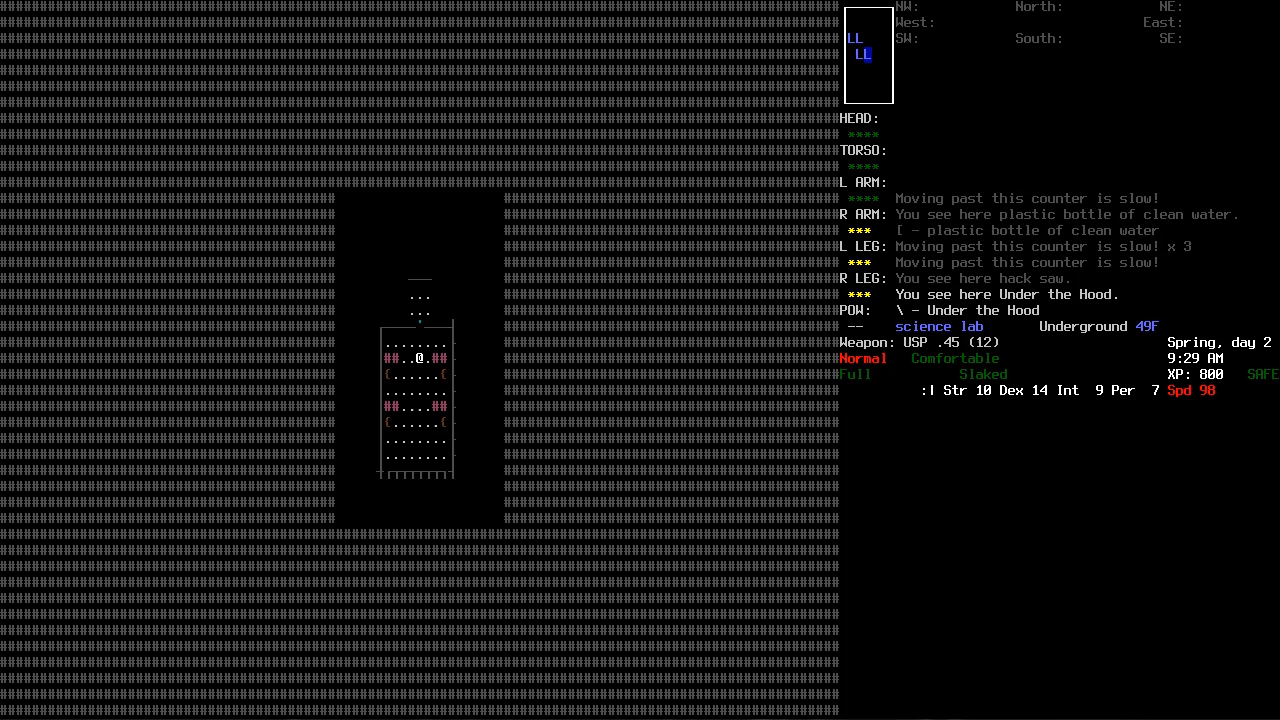 NW: North: NE:
West: East:
LL SW: South: SE:
LL
HEAD:
****
TORSO:
****
L ARM:
**** Moving past this counter is slow!
R ARM: You see here plastic bottle of clean water.
*** [ - plastic bottle of clean water
L LEG: Moving past this counter is slow! x 3
*** Moving past this counter is slow!
R LEG: You see here hack saw.
*** You see here Under the Hood.
POW: \ - Under the Hood
-- science lab Underground 49F
Weapon: USP .45 (12) Spring, day 2
Normal Comfortable 9:29 AM
Full Slaked XP: 800 SAFE
:| Str 10 Dex 14 Int 9 Per 7 Spd 98